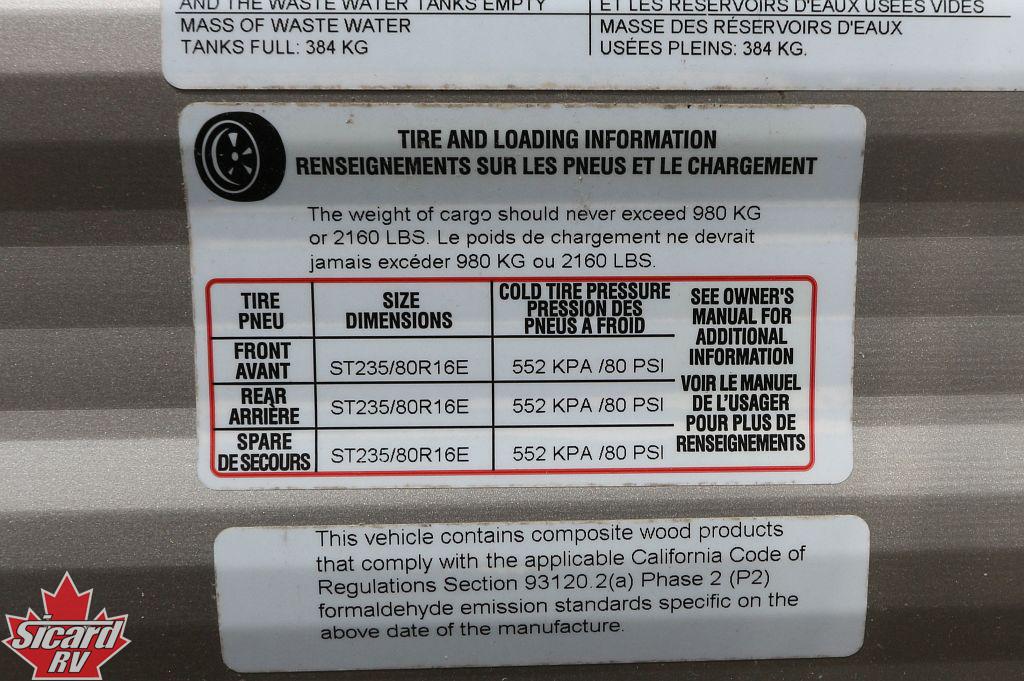 AND THE WASTE WATER TANKS EMPTY
MASS OF WASTE WATER
TANKS FULL: 384 KG
ET LES RÉSERVOIRS D'EAUX USÉES VIDES
MASSE DES RÉSERVOIRS D'EAUX
USÉES PLEINS: 384 KG.
TIRE AND LOADING INFORMATION
RENSEIGNEMENTS SUR LES PNEUS ET LE CHARGEMENT
The weight of cargo should never exceed 980 KG
or 2160 LBS. Le poids de chargement ne devrait
jamais excéder 980 KG ou 2160 LBS.
TIRE
PNEU
SIZE
DIMENSIONS
COLD TIRE PRESSURE
PRESSION DES
PNEUS A FROID
FRONT
AVANT
ST235/80R16E
552 KPA /80 PSI
REAR
ARRIÈRE
ST235/80R16E
552 KPA /80 PSI
SPARE
DE SECOURS
ST235/80R16E
552 KPA /80 PSI
SEE OWNER'S
MANUAL FOR
ADDITIONAL
INFORMATION
VOIR LE MANUEL
DE L'USAGER
POUR PLUS DE
RENSEIGNEMENTS
This vehicle contains composite wood products
that comply with the applicable California Code of
Regulations Section 93120.2(a) Phase 2 (P2)
formaldehyde emission standards specific on the
above date of the manufacture.
Sicard
RV